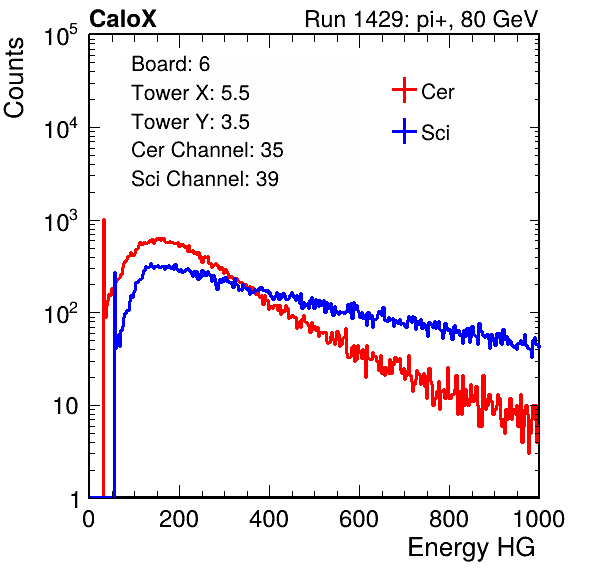 CaloX Run 1429: pi+, 80 GeV
Counts
Board: 6
Tower X: 5.5
Tower Y: 3.5
Cer Channel: 35
Sci Channel: 39
Cer
Sci
10^5
10^4
10^3
10^2
10
1
0 200 400 600 800 1000
Energy HG